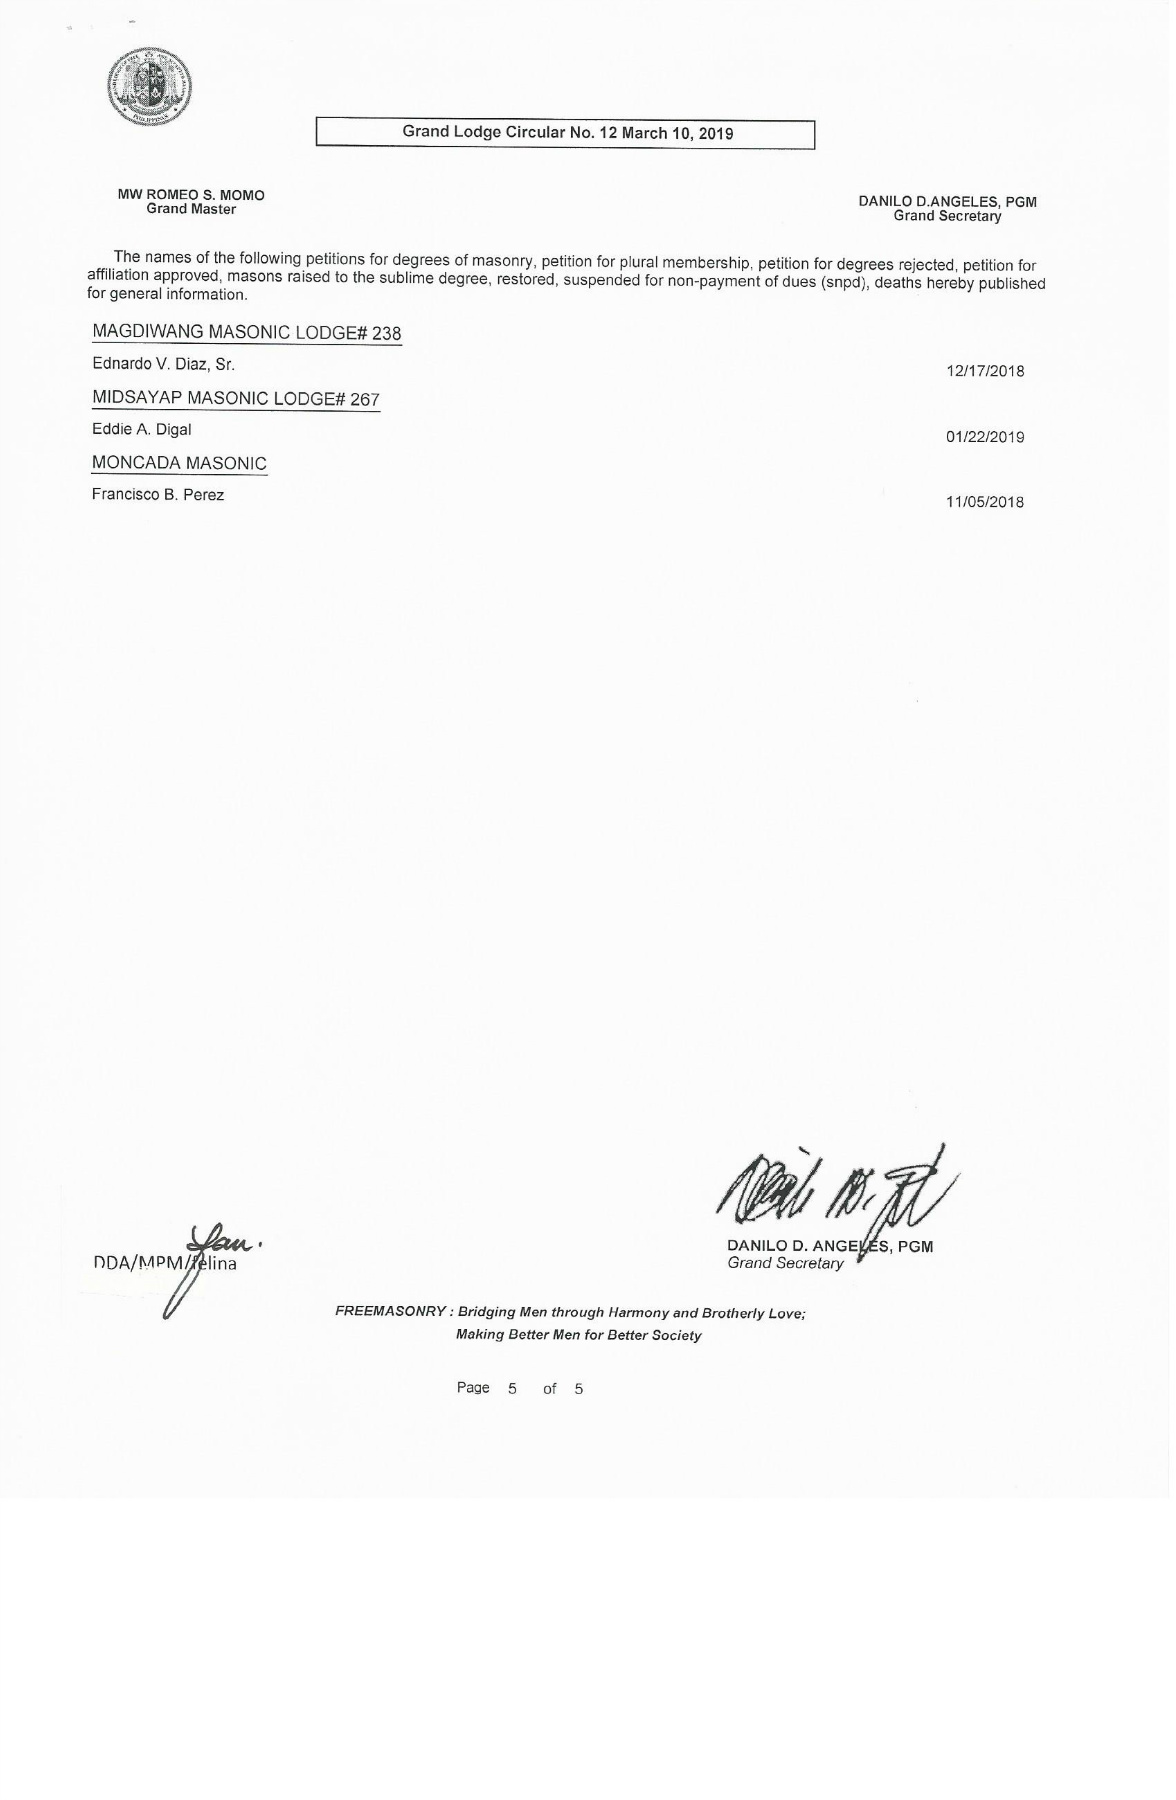 PHILIPPINES
Grand Lodge Circular No. 12 March 10, 2019
MW ROMEO S. MOMO
Grand Master
DANILO D.ANGELES, PGM
Grand Secretary
The names of the following petitions for degrees of masonry, petition for plural membership, petition for degrees rejected, petition for
affiliation approved, masons raised to the sublime degree, restored, suspended for non-payment of dues (snpd), deaths hereby published
for general information.
MAGDIWANG MASONIC LODGE# 238
Ednardo V. Diaz, Sr. 12/17/2018
MIDSAYAP MASONIC LODGE# 267
Eddie A. Digal 01/22/2019
MONCADA MASONIC
Francisco B. Perez 11/05/2018
DANILO D. ANGELES, PGM
Grand Secretary
DDA/MPM/felina
FREEMASONRY : Bridging Men through Harmony and Brotherly Love;
Making Better Men for Better Society
Page 5 of 5